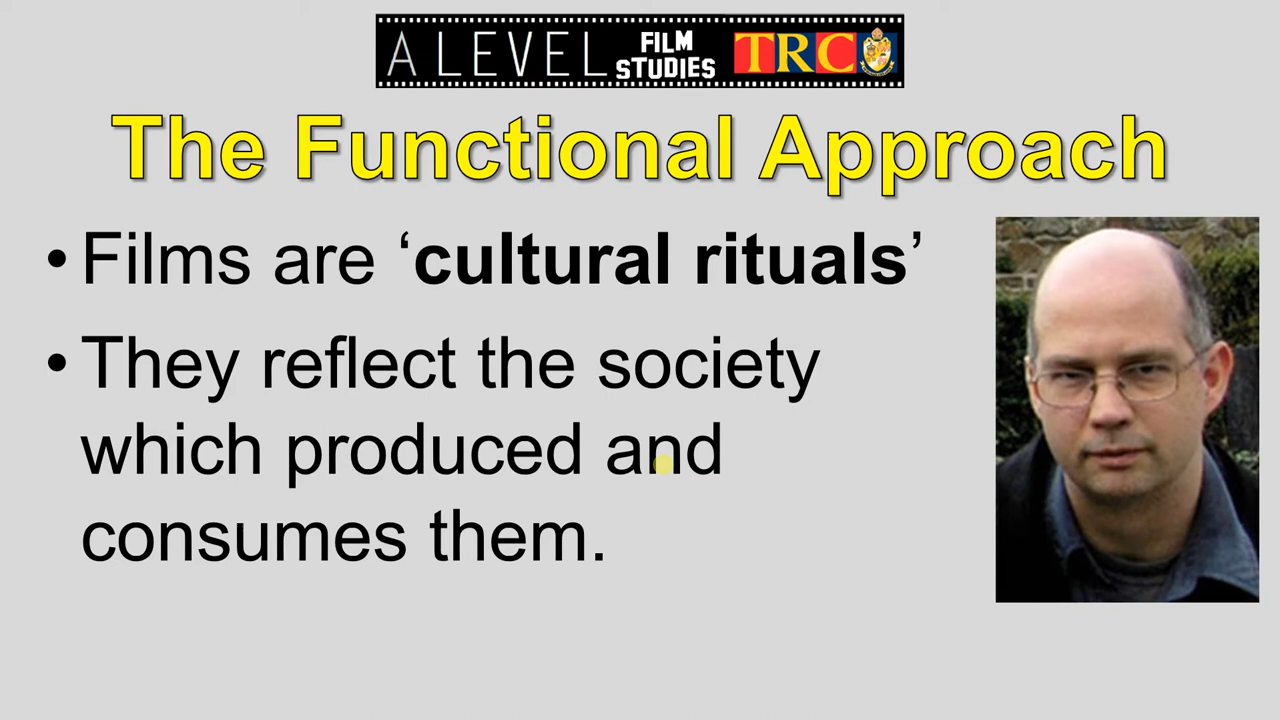 A LEVEL FILM STUDIES TRC
The Functional Approach
•Films are ‘cultural rituals’
•They reflect the society
which produced and
consumes them.